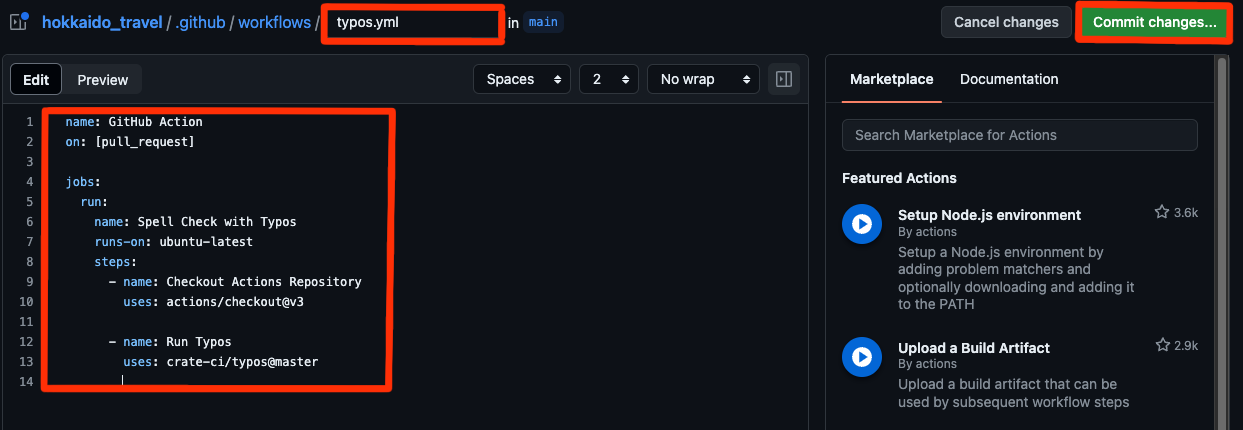 hokkaido_travel / .github / workflows / typos.yml in main
Cancel changes
Commit changes...
Edit
Preview
Spaces
2
No wrap
1 name: GitHub Action
2 on: [pull_request]
3
4 jobs:
5 run:
6 name: Spell Check with Typos
7 runs-on: ubuntu-latest
8 steps:
9 - name: Checkout Actions Repository
10 uses: actions/checkout@v3
11
12 - name: Run Typos
13 uses: crate-ci/typos@master
14
Marketplace
Documentation
Search Marketplace for Actions
Featured Actions
Setup Node.js environment
3.6k
By actions
Setup a Node.js environment by
adding problem matchers and
optionally downloading and adding it
to the PATH
Upload a Build Artifact
2.9k
By actions
Upload a build artifact that can be
used by subsequent workflow steps